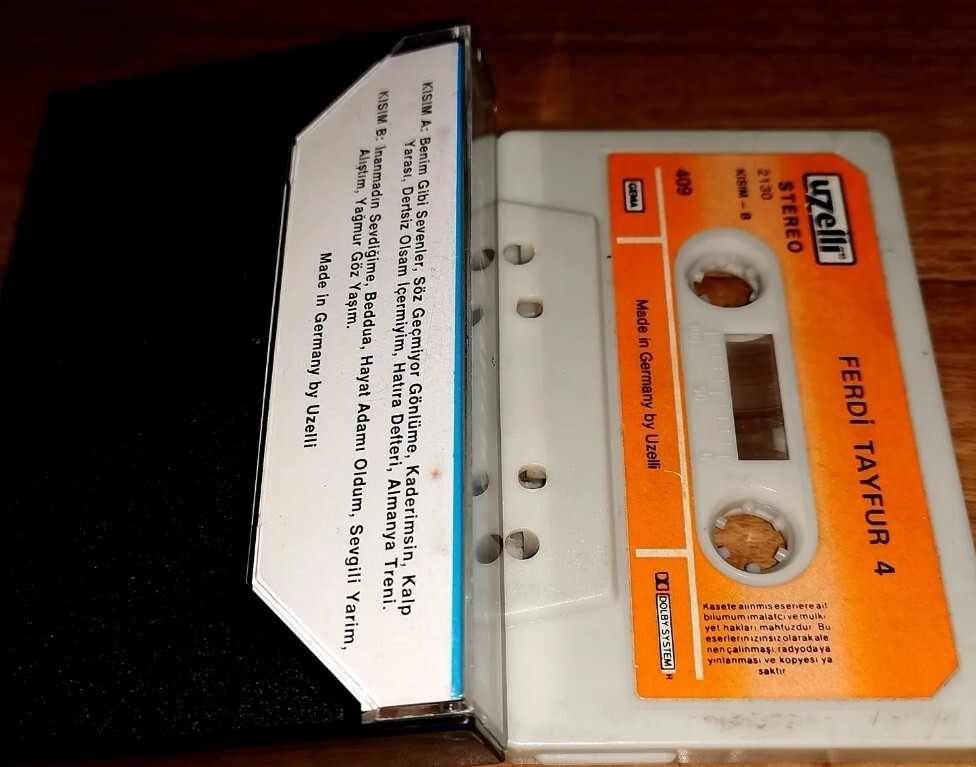 KISIM A: Benim Gibi Sevenler, Söz Geçmiyor Gönlüme, Kaderimsin, Kalp
Yarası, Dertsiz Olsam İçermiyim, Hatıra Defteri, Almanya Treni.
KISIM B: İnanmadın Sevdiğime, Beddua, Hayat Adamı Oldum, Sevgili Yarim,
Alıştım, Yağmur Göz Yaşım.
Made in Germany by Uzelli
uzelli
STEREO
2130
KISIM - B
409
GEMA
FERDİ TAYFUR 4
Made in Germany by Uzelli
DOLBY SYSTEM
Kasete alınmış eserlere ait
bilumum imalatcı ve mülki
yet hakları mahfuzdur. Bu
eserlerin izinsiz olarak ale
nen çalınması, radyoda ya
yınlanması ve kopyesi ya
saktır